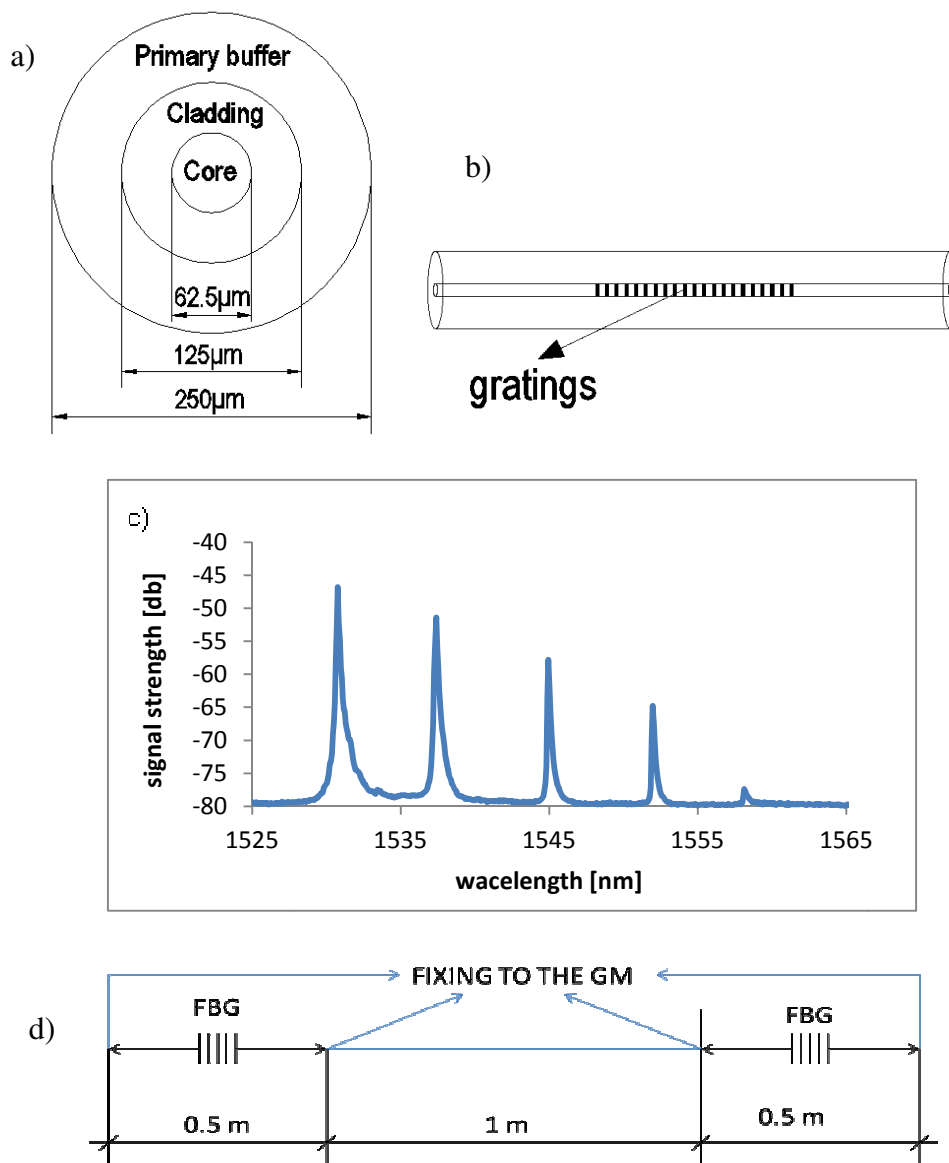 a)
Primary buffer
Cladding
Core
62.5µm
125µm
250µm
b)
gratings
c)
signal strength [db]
-40
-45
-50
-55
-60
-65
-70
-75
-80
1525 1535 1545 1555 1565
wacelength [nm]
d)
FIXING TO THE GM
FBG FBG
0.5 m 1 m 0.5 m